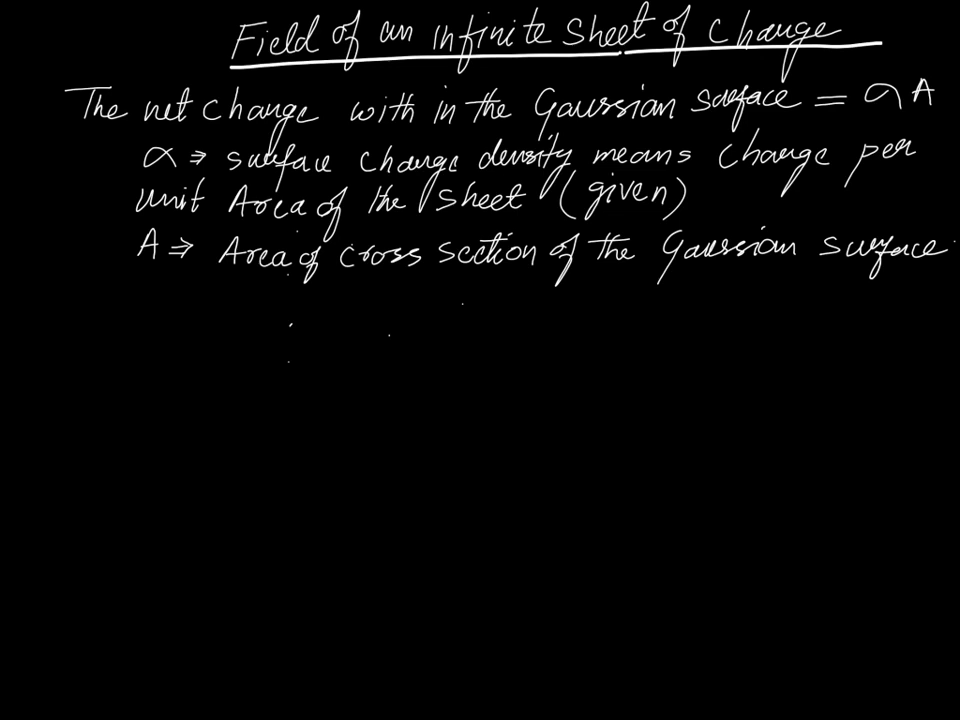 Field of an infinite Sheet of Charge
The net Charge with in the Gaussian surface = σA
σ ⇒ surface charge density means charge per
unit Area of the Sheet (given)
A ⇒ Area of cross section of the Gaussian surface